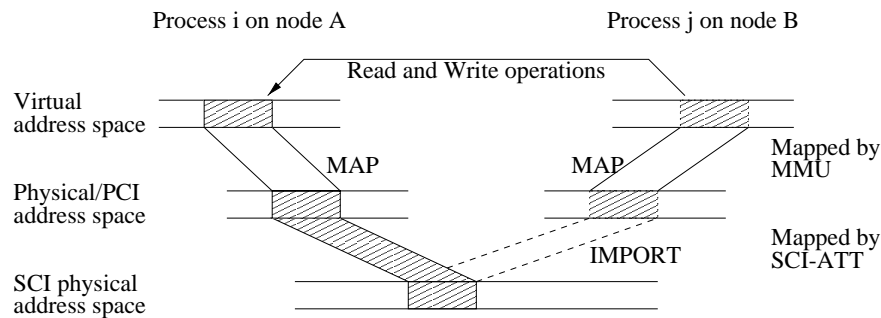 Process i on node A
Process j on node B
Read and Write operations
Virtual
address space
MAP
MAP
Mapped by
MMU
Physical/PCI
address space
IMPORT
Mapped by
SCI-ATT
SCI physical
address space